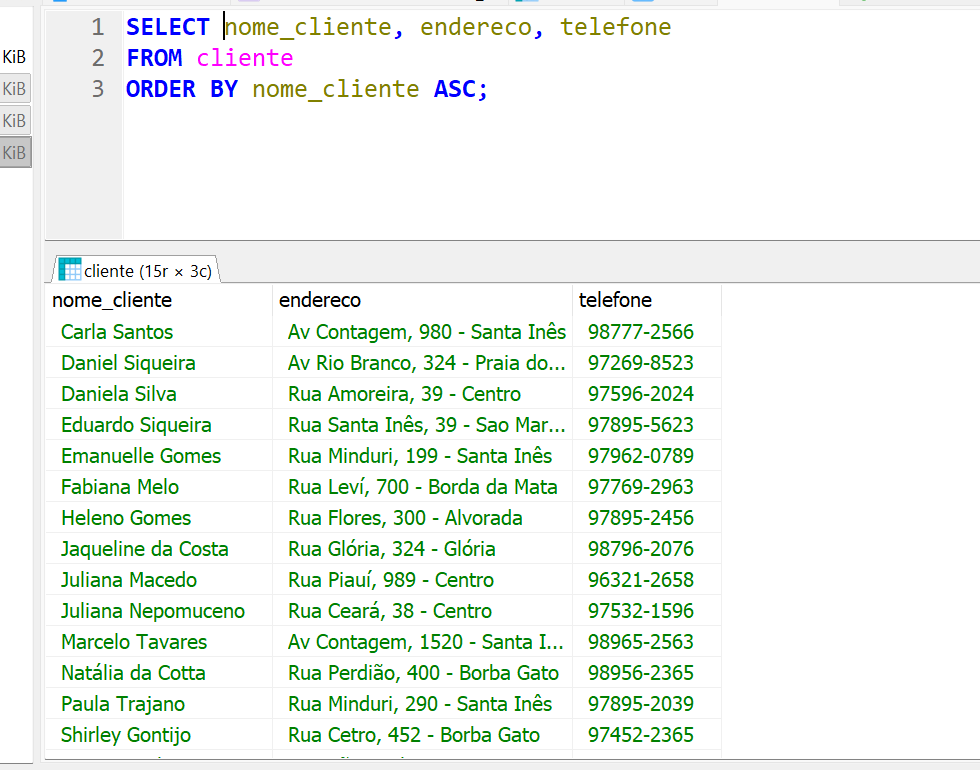 1 SELECT nome_cliente, endereco, telefone
KiB 2 FROM cliente
KiB 3 ORDER BY nome_cliente ASC;
KiB
KiB
cliente (15r × 3c)
nome_cliente endereco telefone
Carla Santos Av Contagem, 980 - Santa Inês 98777-2566
Daniel Siqueira Av Rio Branco, 324 - Praia do... 97269-8523
Daniela Silva Rua Amoreira, 39 - Centro 97596-2024
Eduardo Siqueira Rua Santa Inês, 39 - Sao Mar... 97895-5623
Emanuelle Gomes Rua Minduri, 199 - Santa Inês 97962-0789
Fabiana Melo Rua Leví, 700 - Borda da Mata 97769-2963
Heleno Gomes Rua Flores, 300 - Alvorada 97895-2456
Jaqueline da Costa Rua Glória, 324 - Glória 98796-2076
Juliana Macedo Rua Piauí, 989 - Centro 96321-2658
Juliana Nepomuceno Rua Ceará, 38 - Centro 97532-1596
Marcelo Tavares Av Contagem, 1520 - Santa I... 98965-2563
Natália da Cotta Rua Perdião, 400 - Borba Gato 98956-2365
Paula Trajano Rua Minduri, 290 - Santa Inês 97895-2039
Shirley Gontijo Rua Cetro, 452 - Borba Gato 97452-2365